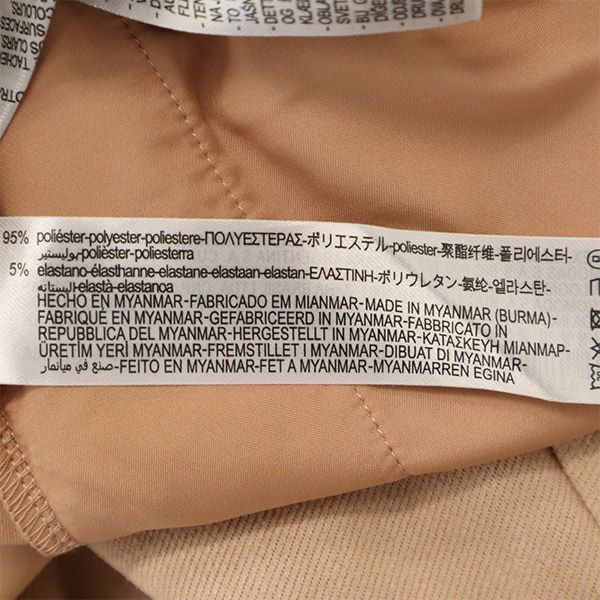 95% poliéster-polyester-poliestere-ΠΟΛΥΕΣΤΕΡΑΣ-ポリエステル-poliester-聚酯纤维-폴리에스터-
بوليستير-polièster-poliesterra
5% elastano-élasthanne-elastane-elastaan-elastan-ΕΛΑΣΤΙΝΗ-ポリウレタン-氨纶-엘라스탄-
اليستانه-elastà-elastanoa
HECHO EN MYANMAR-FABRICADO EM MIANMAR-MADE IN MYANMAR (BURMA)-
FABRIQUÉ EN MYANMAR-GEFABRICEERD IN MYANMAR-FABBRICATO IN
REPUBBLICA DEL MYANMAR-HERGESTELLT IN MYANMAR-ΚΑΤΑΣΚΕΥΗ ΜΙΑΝΜΑΡ-
ÜRETİM YERİ MYANMAR-FREMSTILLET I MYANMAR-DIBUAT DI MYANMAR-
صنع في ميانمار-FEITO EN MYANMAR-FET A MYANMAR-MYANMARREN EGINA